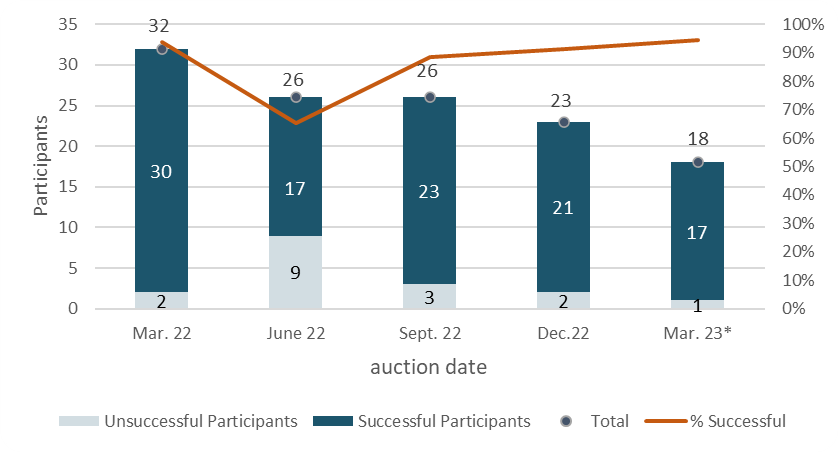 35 32 100%
30 26 26 90%
25 23 80%
20 18 70%
15 30 17 23 21 17 60%
10 50%
5 9 40%
0 2 3 2 1 30%
20%
10%
0%
Participants
Mar. 22 June 22 Sept. 22 Dec.22 Mar. 23*
auction date
Unsuccessful Participants Successful Participants Total % Successful